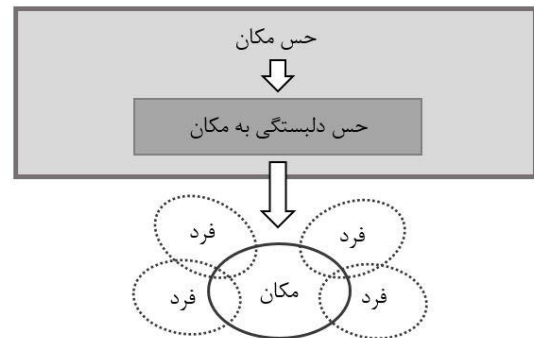 حس مکان
حس دلبستگی به مکان
فرد
فرد
مکان
فرد
فرد